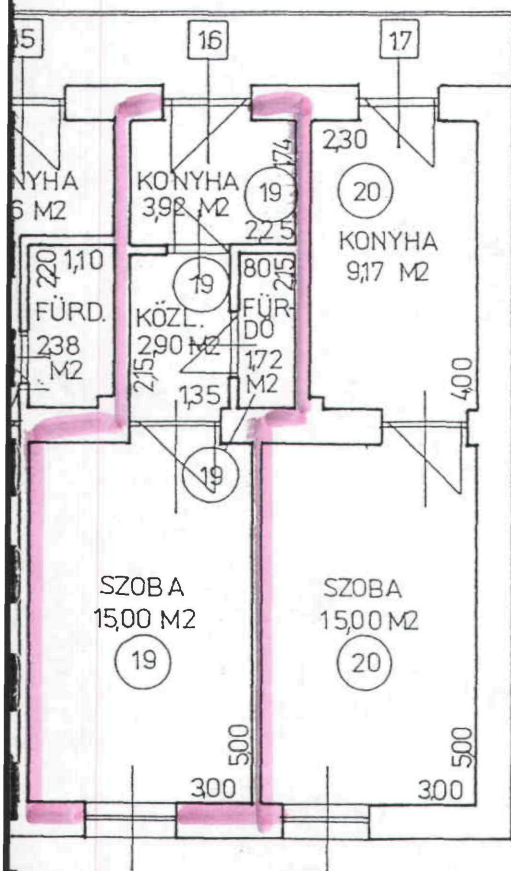 16
17
NYHA
6 M2
2,20
1,10
FÜRD.
2,38
M2
KONYHA
3,92 M2
1,74
19
2,25
19
KÖZL.
2,90 M2
2,15
1,35
80
2,15
FÜR-
DŐ
1,72
M2
19
2,30
20
KONYHA
9,17 M2
4,00
SZOBA
15,00 M2
19
5,00
3,00
SZOBA
15,00 M2
20
5,00
3,00